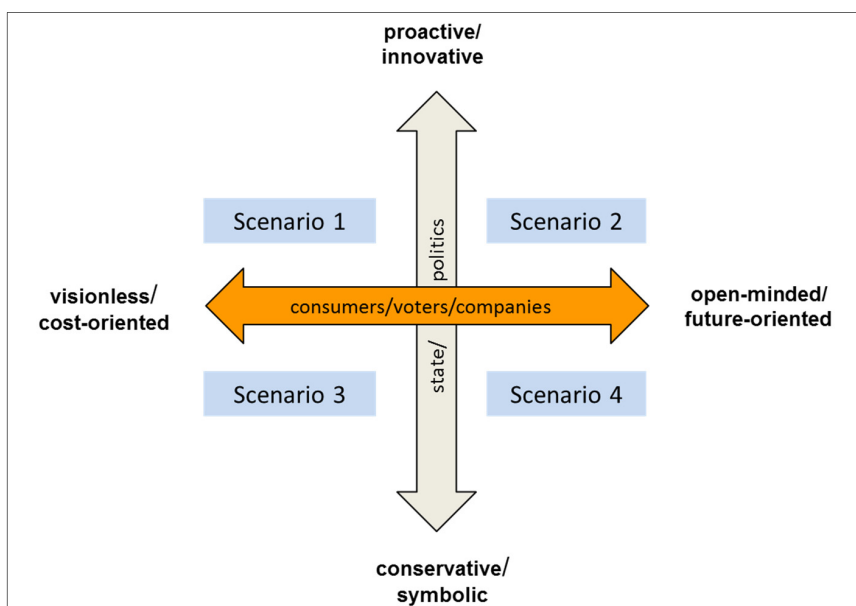 proactive/
innovative
Scenario 1
Scenario 2
state/ politics
visionless/
cost-oriented
consumers/voters/companies
open-minded/
future-oriented
Scenario 3
Scenario 4
conservative/
symbolic